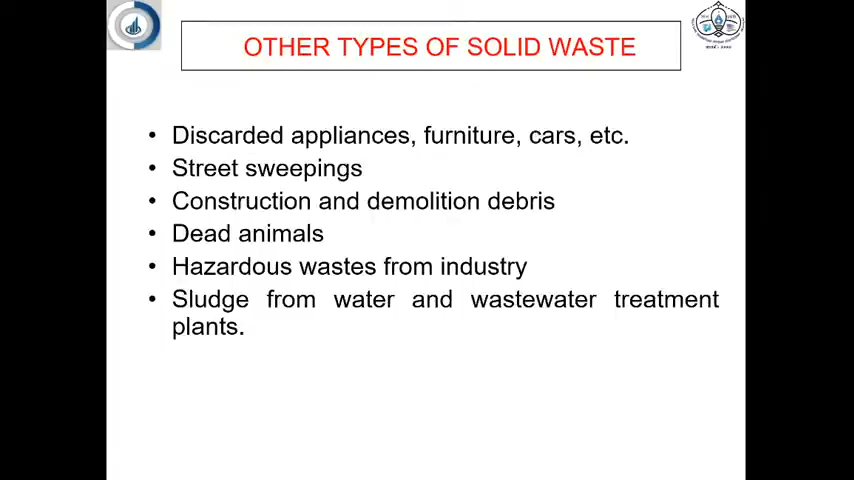 OTHER TYPES OF SOLID WASTE
• Discarded appliances, furniture, cars, etc.
• Street sweepings
• Construction and demolition debris
• Dead animals
• Hazardous wastes from industry
• Sludge from water and wastewater treatment
plants.